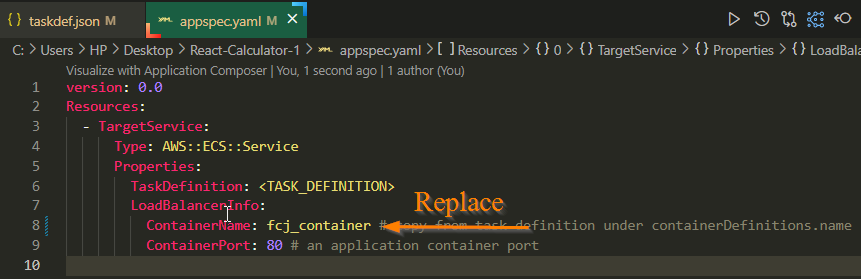 { } taskdef.json M
appspec.yaml M
C: > Users > HP > Desktop > React-Calculator-1 > appspec.yaml > [ ] Resources > { } 0 > { } TargetService > { } Properties > { } LoadBalan
Visualize with Application Composer | You, 1 second ago | 1 author (You)
1 version: 0.0
2 Resources:
3 - TargetService:
4 Type: AWS::ECS::Service
5 Properties:
6 TaskDefinition: <TASK_DEFINITION>
7 LoadBalancerInfo:
Replace
8 ContainerName: fcj_container # copy from task definition under containerDefinitions.name
9 ContainerPort: 80 # an application container port
10